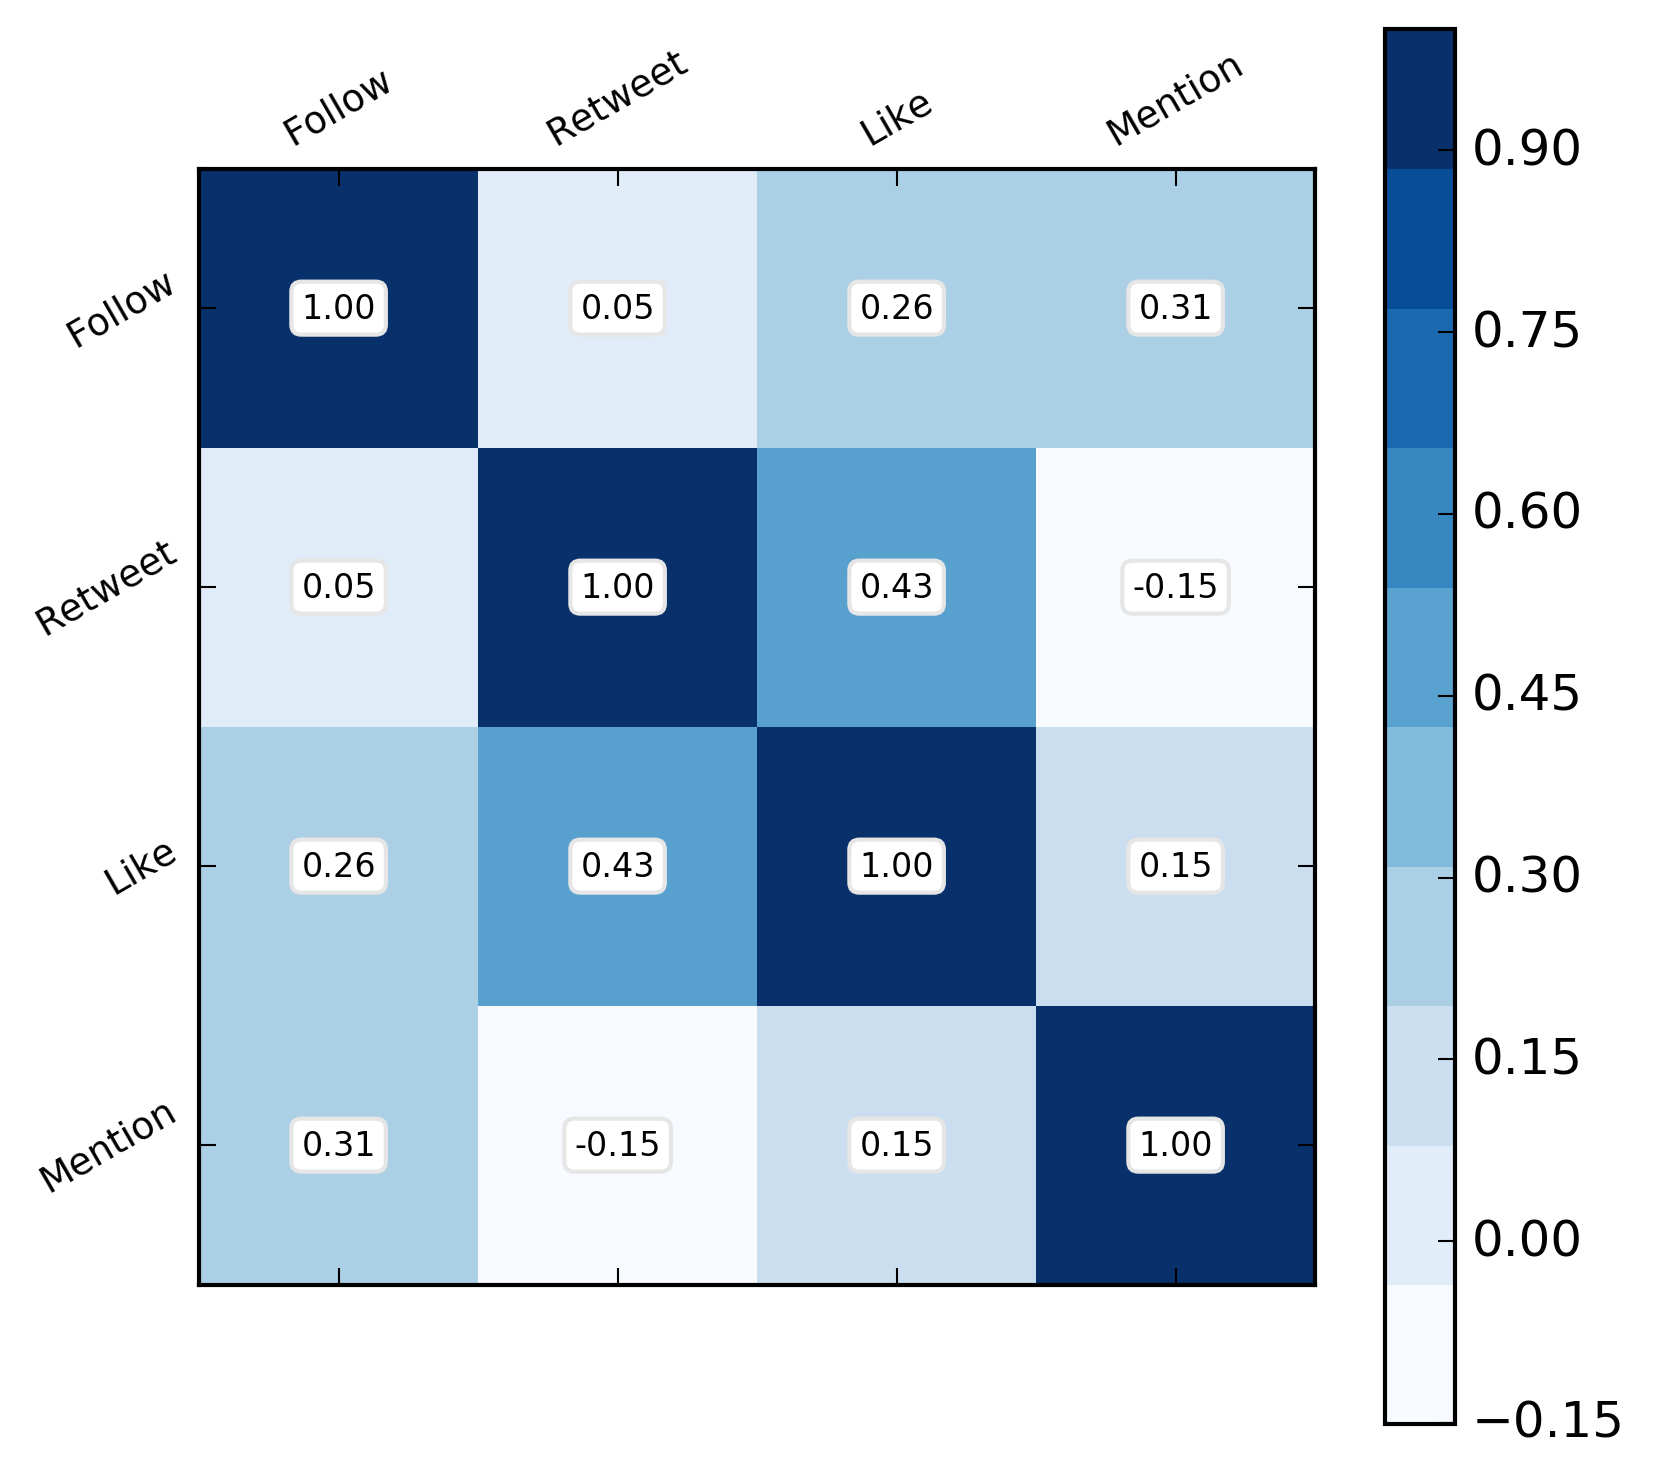 Follow Retweet Like Mention
Follow 1.00 0.05 0.26 0.31
Retweet 0.05 1.00 0.43 -0.15
Like 0.26 0.43 1.00 0.15
Mention 0.31 -0.15 0.15 1.00
0.90
0.75
0.60
0.45
0.30
0.15
0.00
−0.15